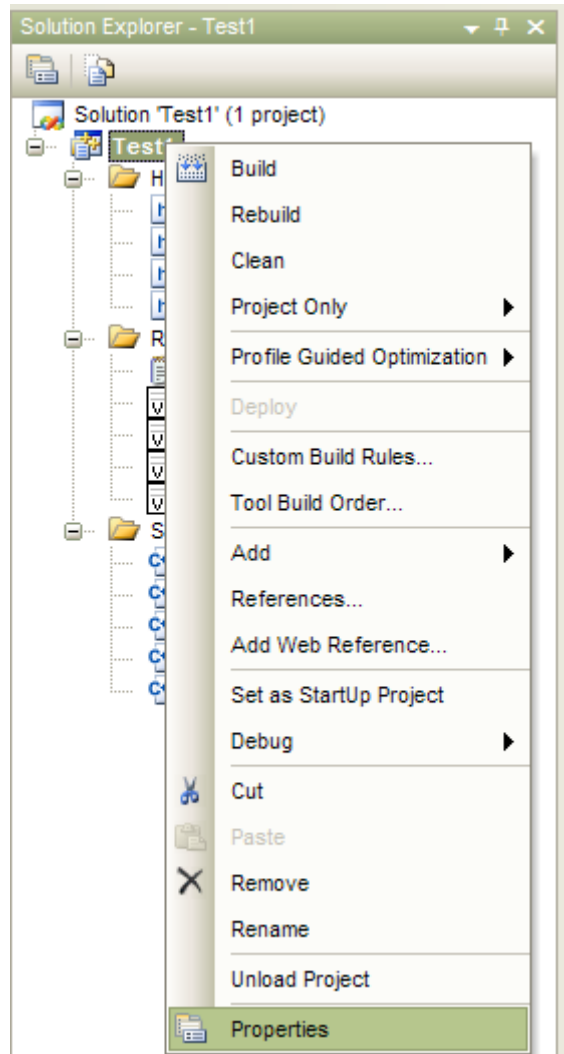 Solution Explorer - Test1
Solution 'Test1' (1 project)
Test1
H
R
S
Build
Rebuild
Clean
Project Only
Profile Guided Optimization
Deploy
Custom Build Rules...
Tool Build Order...
Add
References...
Add Web Reference...
Set as StartUp Project
Debug
Cut
Paste
Remove
Rename
Unload Project
Properties